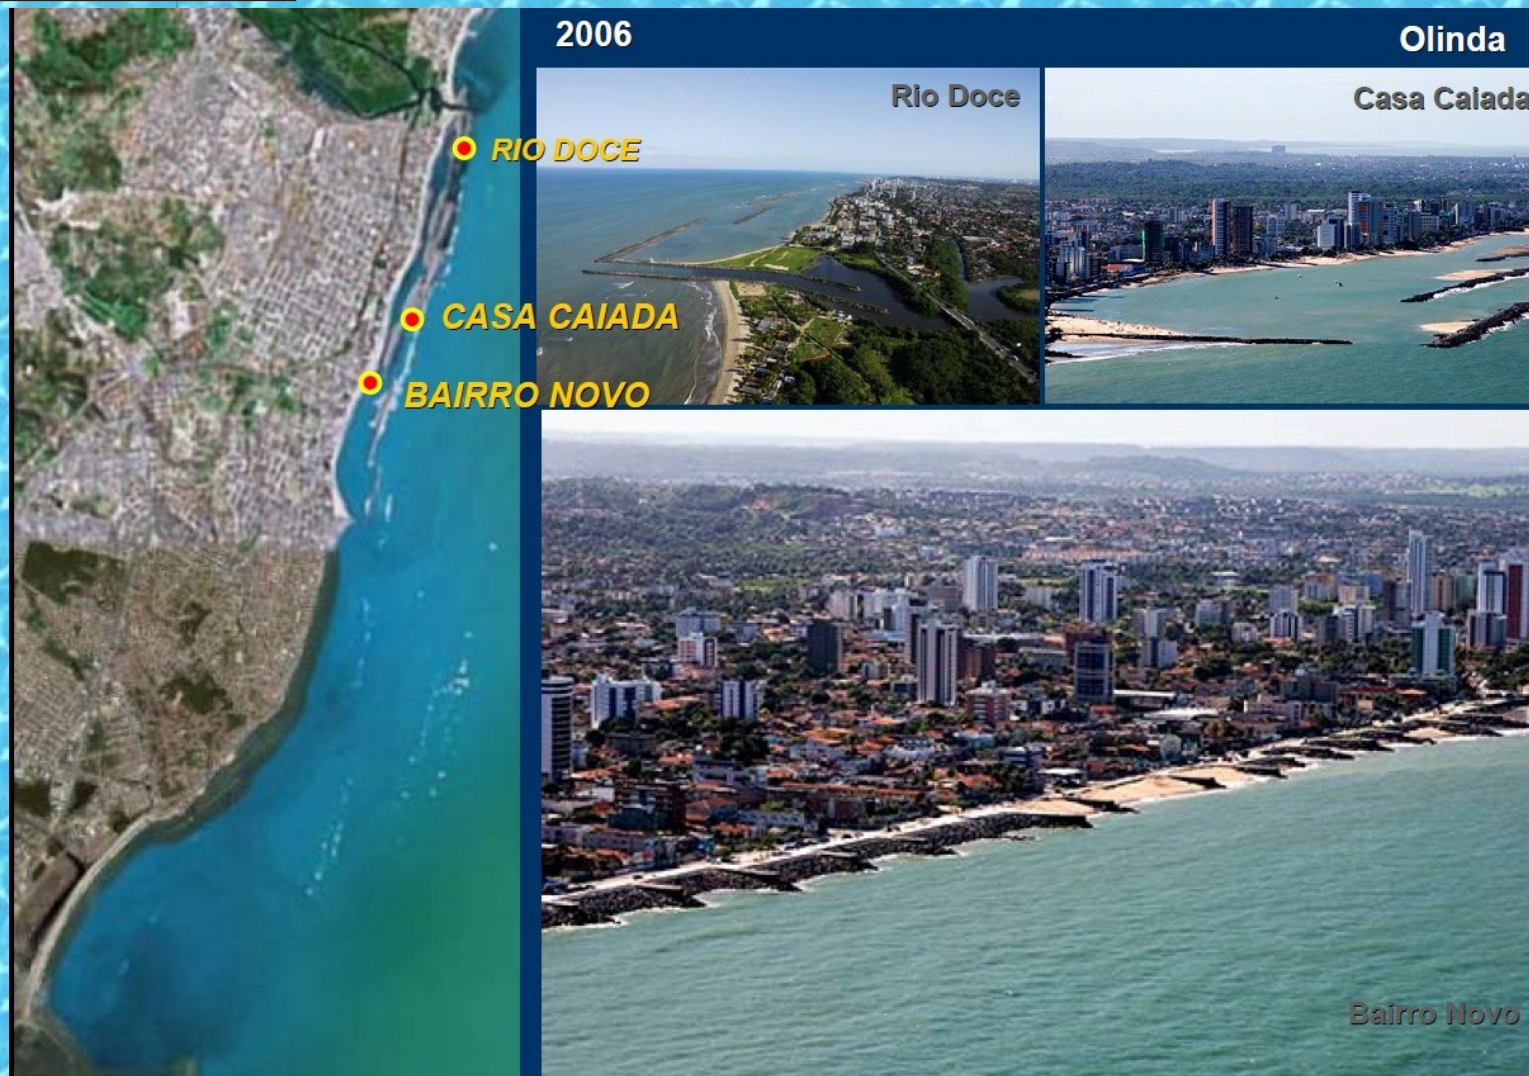 2006
Olinda
Rio Doce
Casa Caiada
RIO DOCE
CASA CAIADA
BAIRRO NOVO
Bairro Novo